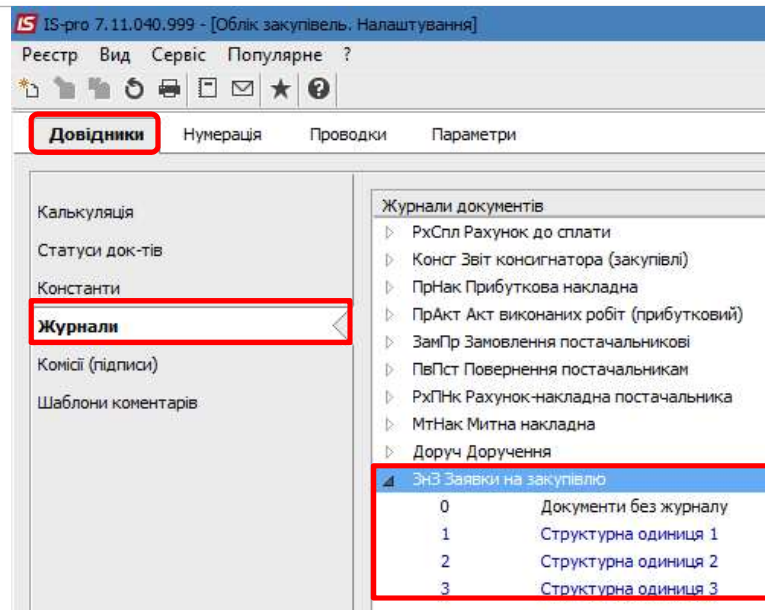 IS-pro 7.11.040.999 - [Облік закупівель. Налаштування]
Реєстр Вид Сервіс Популярне ?
Довідники Нумерація Проводки Параметри
Калькуляція
Статуси док-тів
Константи
Журнали
Комісії (підписи)
Шаблони коментарів
Журнали документів
РхСпл Рахунок до сплати
Консг Звіт консигнатора (закупівлі)
ПрНак Прибуткова накладна
ПрАкт Акт виконаних робіт (прибутковий)
ЗамПр Замовлення постачальникові
ПвПст Повернення постачальникам
РхПНк Рахунок-накладна постачальника
МтНак Митна накладна
Доруч Доручення
ЗнЗ Заявки на закупівлю
0 Документи без журналу
1 Структурна одиниця 1
2 Структурна одиниця 2
3 Структурна одиниця 3